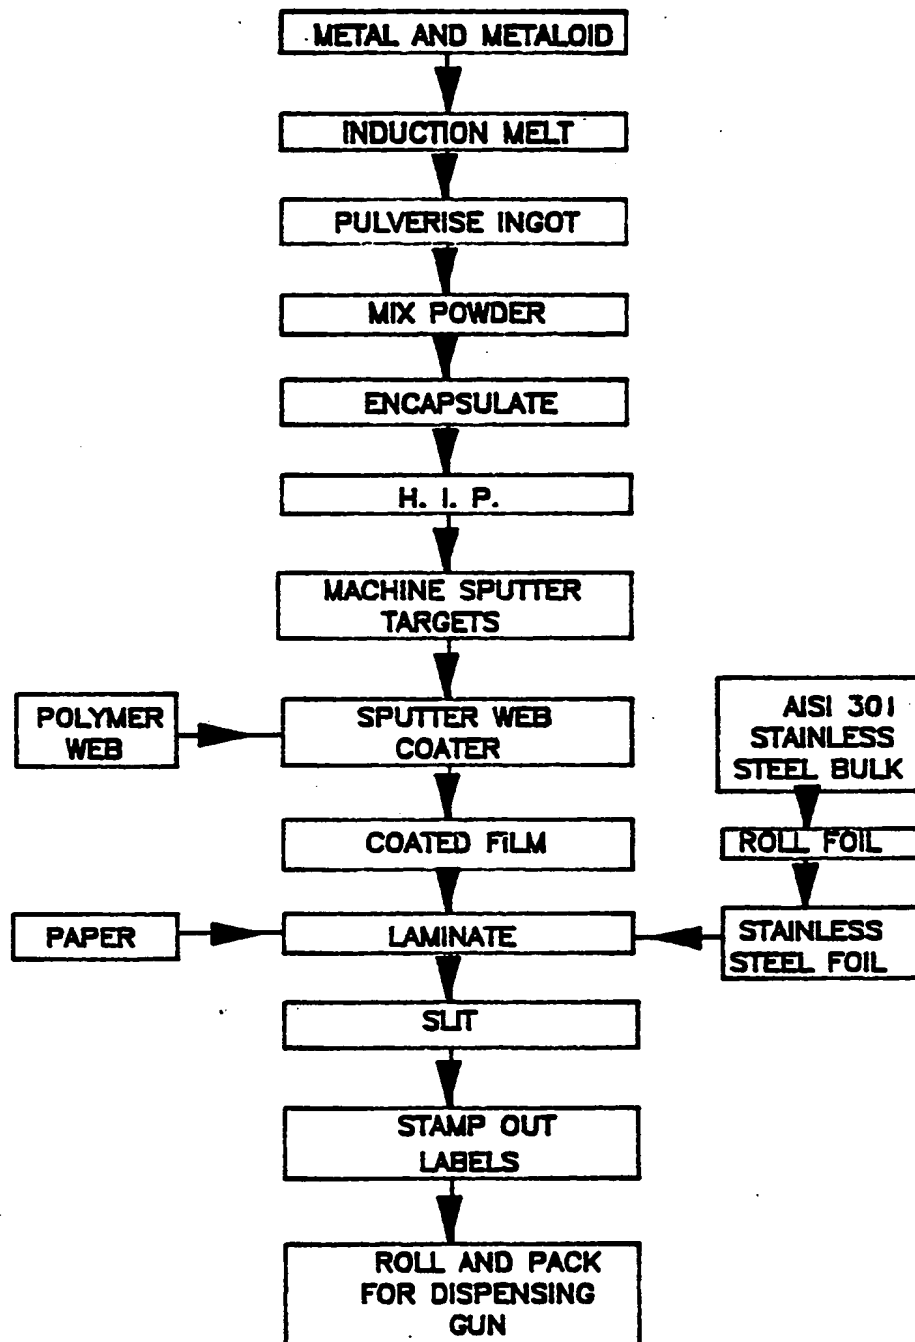 METAL AND METALOID
INDUCTION MELT
PULVERISE INGOT
MIX POWDER
ENCAPSULATE
H. I. P.
MACHINE SPUTTER
TARGETS
POLYMER
WEB
SPUTTER WEB
COATER
AISI 301
STAINLESS
STEEL BULK
COATED FILM
ROLL FOIL
PAPER
LAMINATE
STAINLESS
STEEL FOIL
SLIT
STAMP OUT
LABELS
ROLL AND PACK
FOR DISPENSING
GUN